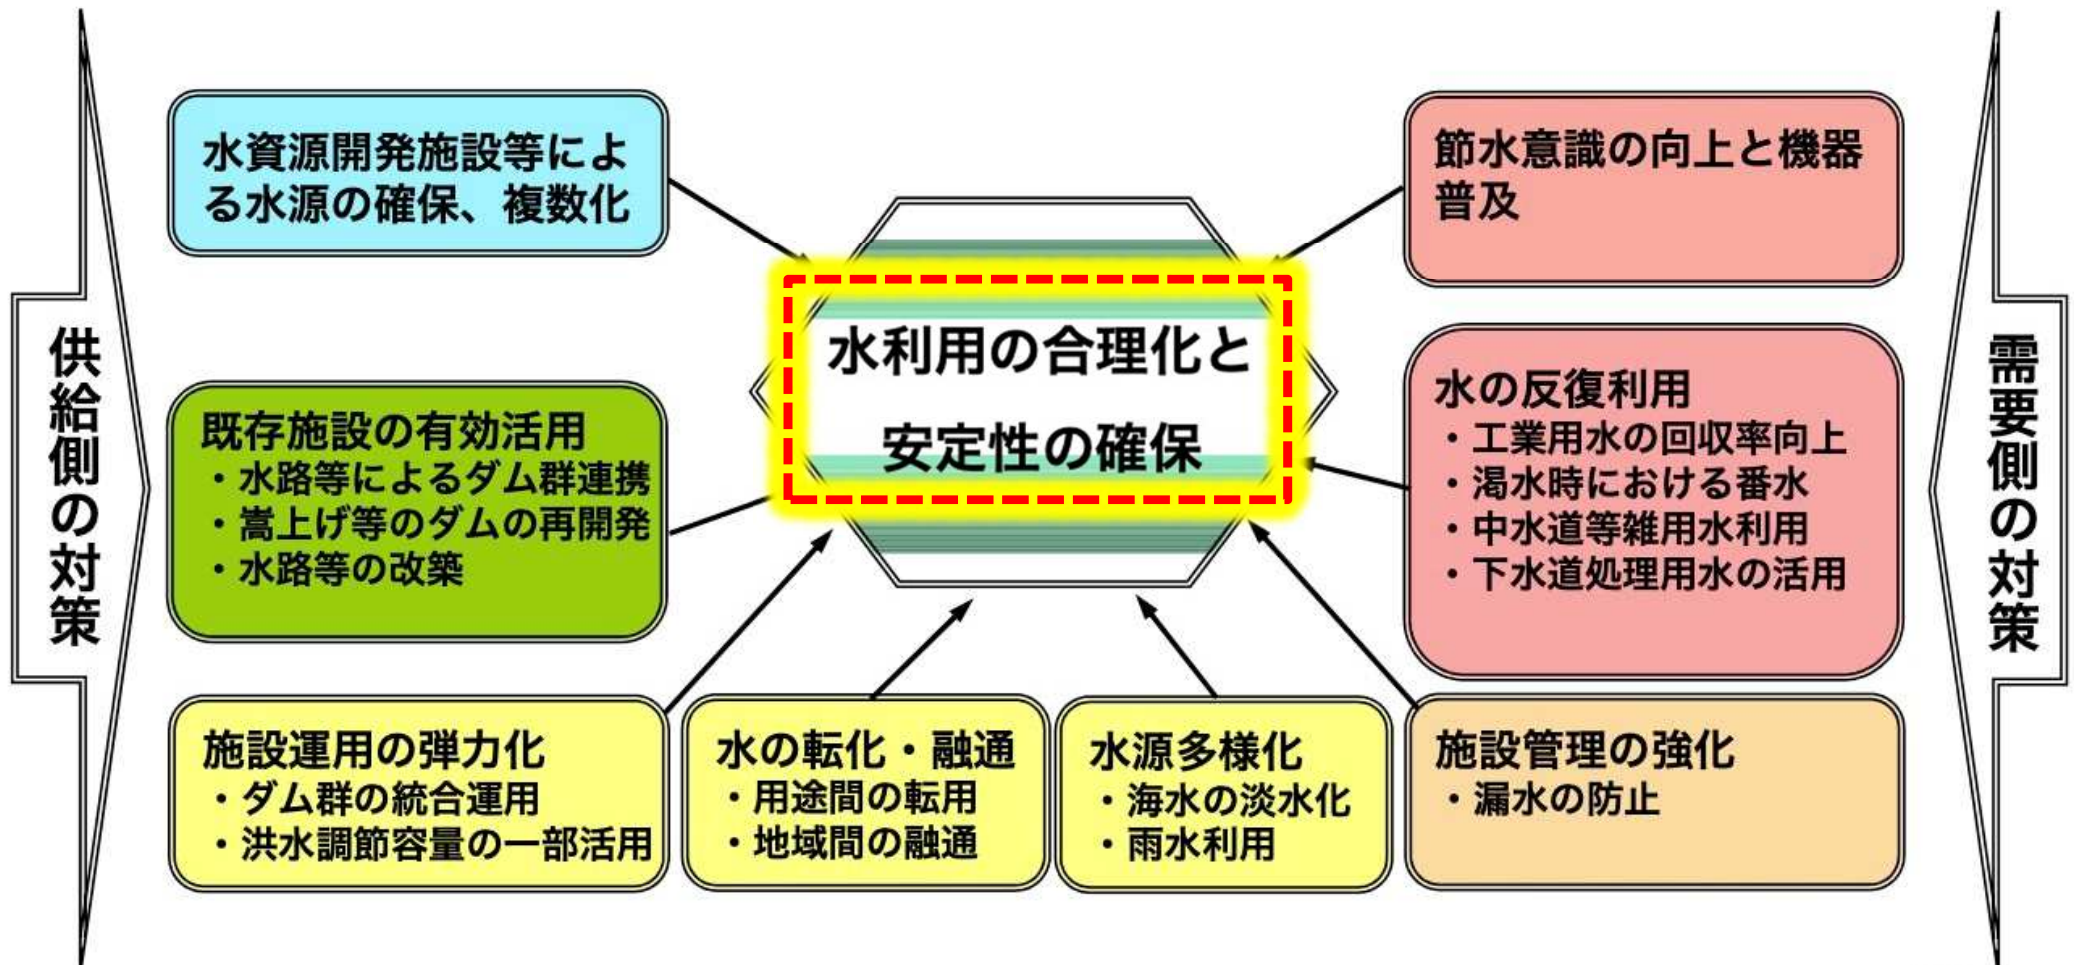 供給側の対策
水資源開発施設等によ
る水源の確保、複数化
既存施設の有効活用
・水路等によるダム群連携
・嵩上げ等のダムの再開発
・水路等の改築
施設運用の弾力化
・ダム群の統合運用
・洪水調節容量の一部活用
水の転化・融通
・用途間の転用
・地域間の融通
水源多様化
・海水の淡水化
・雨水利用
水利用の合理化と
安定性の確保
節水意識の向上と機器
普及
水の反復利用
・工業用水の回収率向上
・渇水時における番水
・中水道等雑用水利用
・下水道処理用水の活用
施設管理の強化
・漏水の防止
需要側の対策